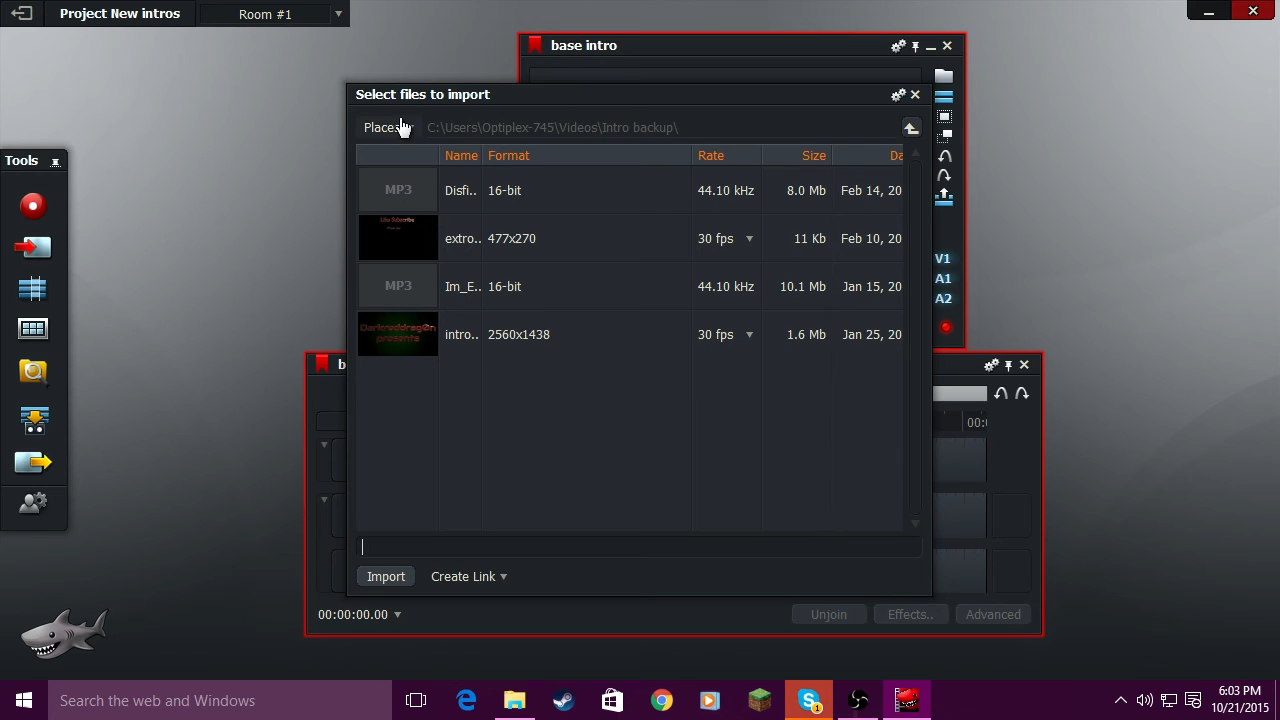 Project New intros
Room #1
base intro
Select files to import
C:\Users\Optiplex-745\Videos\Intro backup\
Name Format Rate Size
MP3 Disfi.. 16-bit 44.10 kHz 8.0 Mb Feb 14, 20
extro.. 477x270 30 fps 11 Kb Feb 10, 20
MP3 Im_E.. 16-bit 44.10 kHz 10.1 Mb Jan 15, 20
intro.. 2560x1438 30 fps 1.6 Mb Jan 25, 20
Import Create Link
Tools
V1
A1
A2
00:00:00.00
Unjoin Effects.. Advanced
Search the web and Windows
1
6:03 PM
10/21/2015